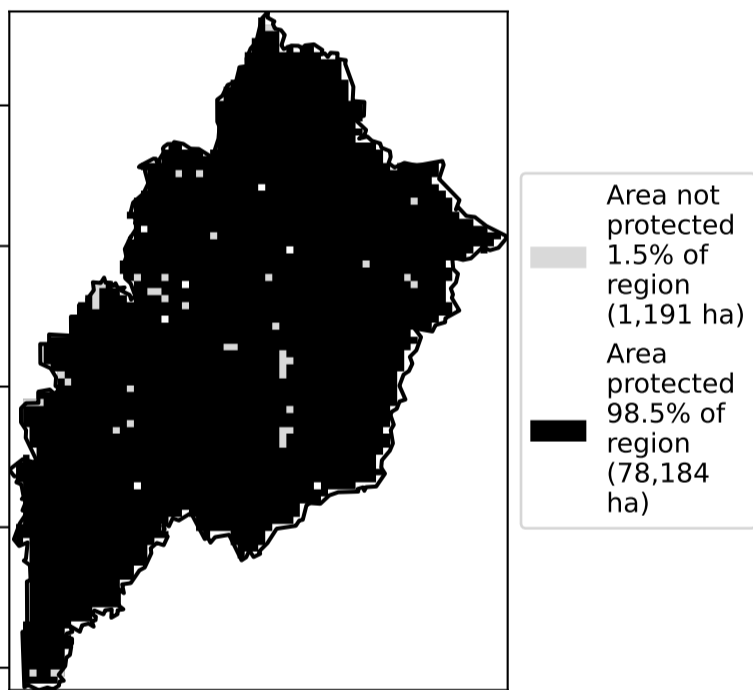 Area not
protected
1.5% of
region
(1,191 ha)
Area
protected
98.5% of
region
(78,184
ha)